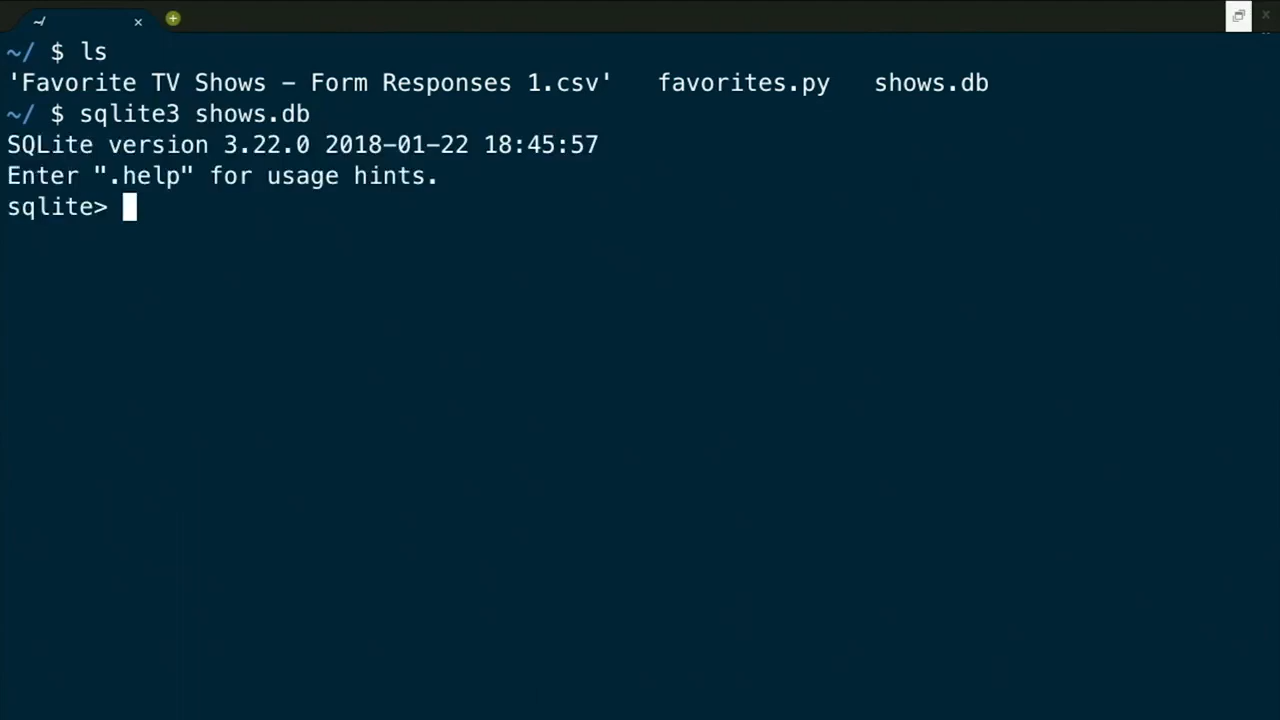 ~/
~/ $ ls
'Favorite TV Shows - Form Responses 1.csv'   favorites.py   shows.db
~/ $ sqlite3 shows.db
SQLite version 3.22.0 2018-01-22 18:45:57
Enter ".help" for usage hints.
sqlite>